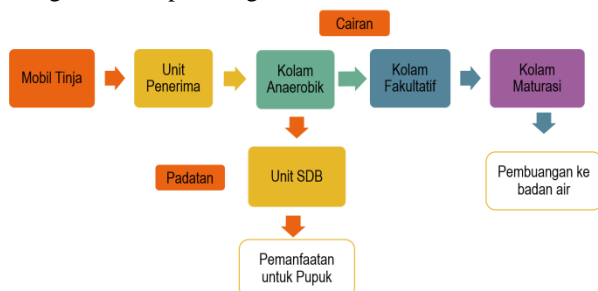 Cairan
Mobil Tinja
Unit
Penerima
Kolam
Anaerobik
Kolam
Fakultatif
Kolam
Maturasi
Padatan
Unit SDB
Pembuangan ke
badan air
Pemanfaatan
untuk Pupuk